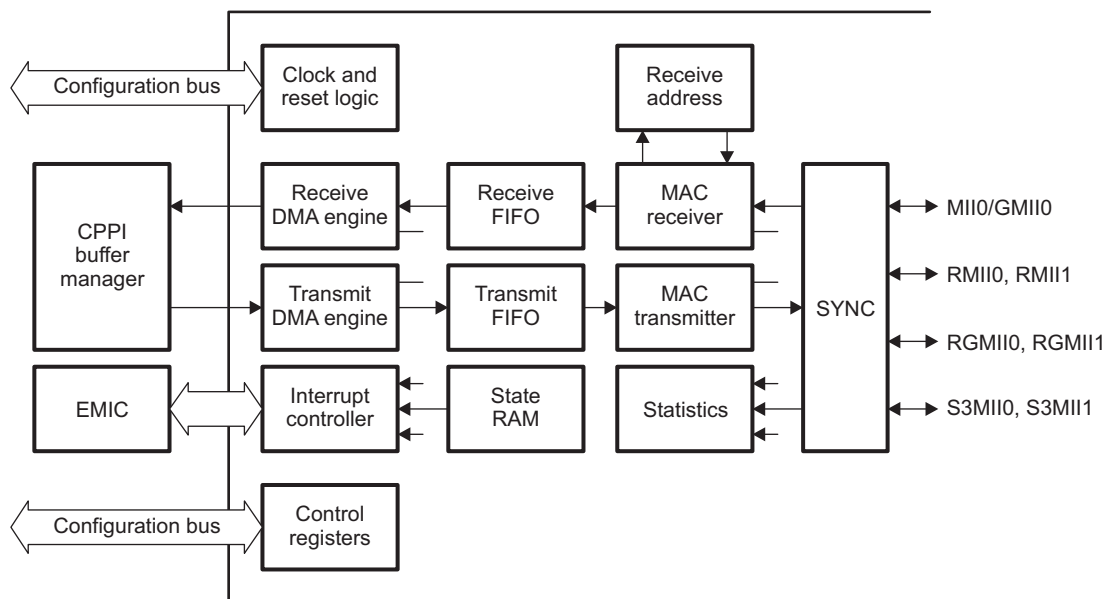 Configuration bus
Clock and
reset logic
Receive
address
CPPI
buffer
manager
Receive
DMA engine
Receive
FIFO
MAC
receiver
Transmit
DMA engine
Transmit
FIFO
MAC
transmitter
SYNC
MII0/GMII0
RMII0, RMII1
RGMII0, RGMII1
S3MII0, S3MII1
EMIC
Interrupt
controller
State
RAM
Statistics
Configuration bus
Control
registers